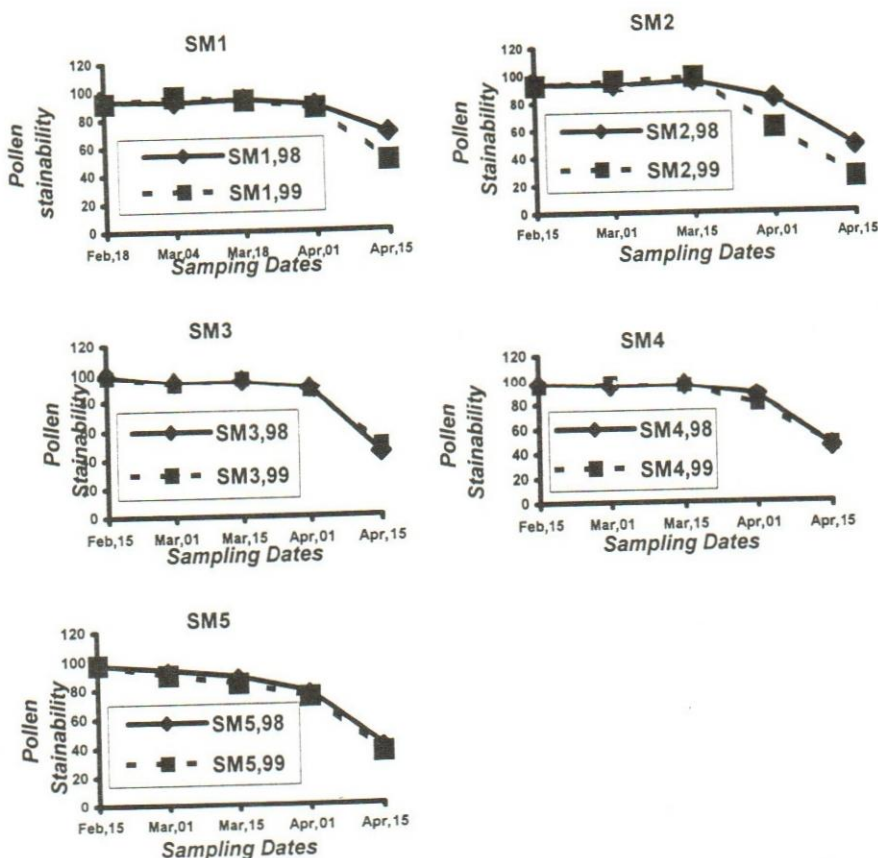 SM1
120
100
80
60
40
20
0
Pollen
stainability
SM1,98
SM1,99
Feb,18 Mar,04 Mar,18 Apr,01 Apr,15
Samping Dates
SM2
120
100
80
60
40
20
0
Pollen
Stainability
SM2,98
SM2,99
Feb,15 Mar,01 Mar,15 Apr,01 Apr,15
Sampling Dates
SM3
120
100
80
60
40
20
0
Pollen
Stainability
SM3,98
SM3,99
Feb,15 Mar,01 Mar,15 Apr,01 Apr,15
Sampling Dates
SM4
120
100
80
60
40
20
0
Pollen
Stainability
SM4,98
SM4,99
Feb,15 Mar,01 Mar,15 Apr,01 Apr,15
Sampling Dates
SM5
120
100
80
60
40
20
0
Pollen
Stainability
SM5,98
SM5,99
Feb,15 Mar,01 Mar,15 Apr,01 Apr,15
Sampling Dates